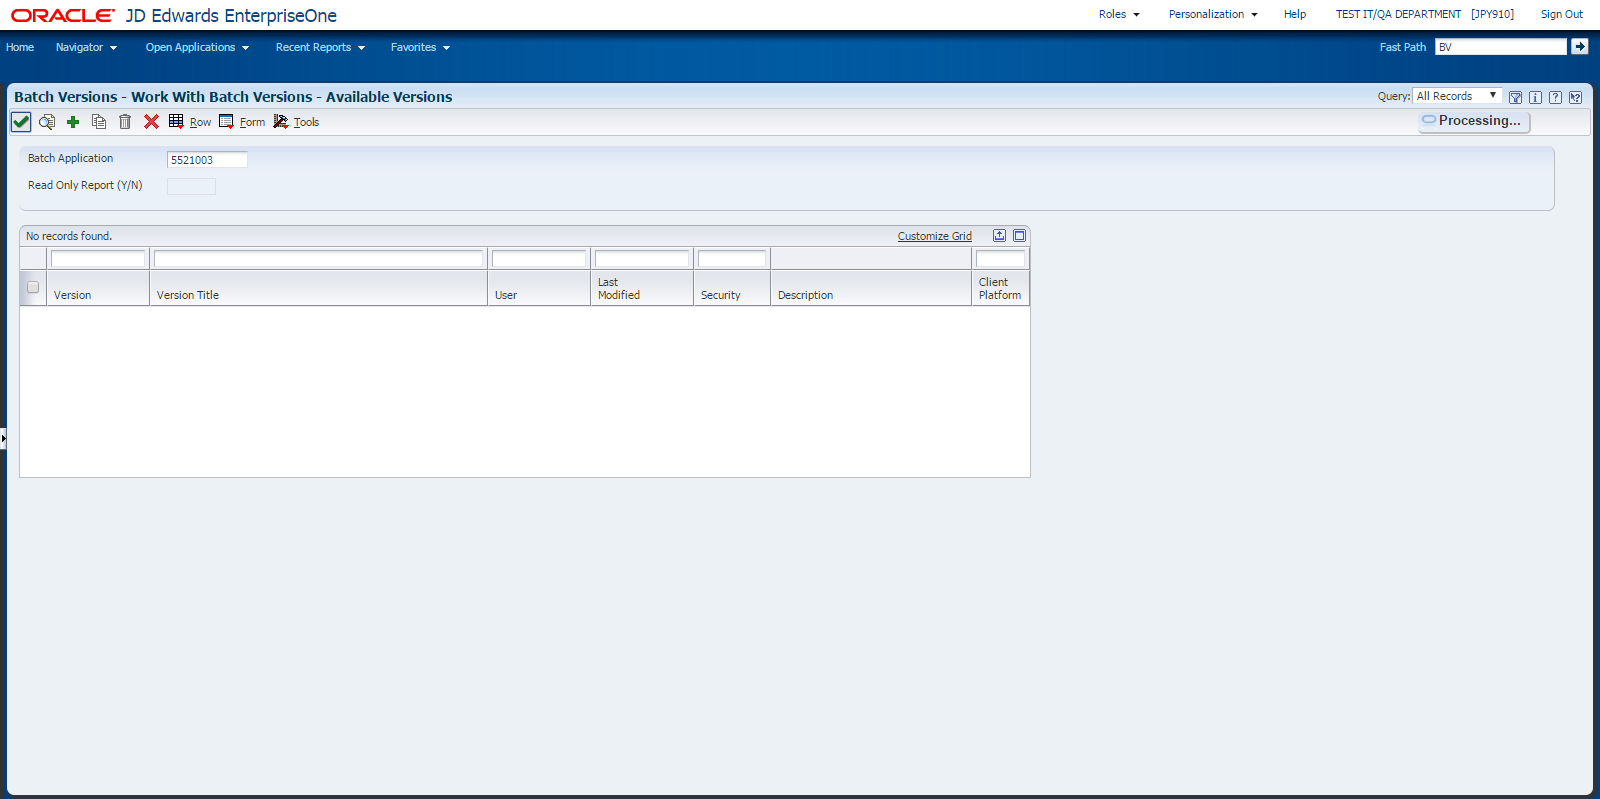 ORACLE JD Edwards EnterpriseOne
Roles Personalization Help TEST IT/QA DEPARTMENT [JPY910] Sign Out
Home Navigator Open Applications Recent Reports Favorites Fast Path BV
Batch Versions - Work With Batch Versions - Available Versions
Query: All Records
Row Form Tools
Processing...
Batch Application 5521003
Read Only Report (Y/N)
No records found. Customize Grid
Version Version Title User Last Modified Security Description Client Platform